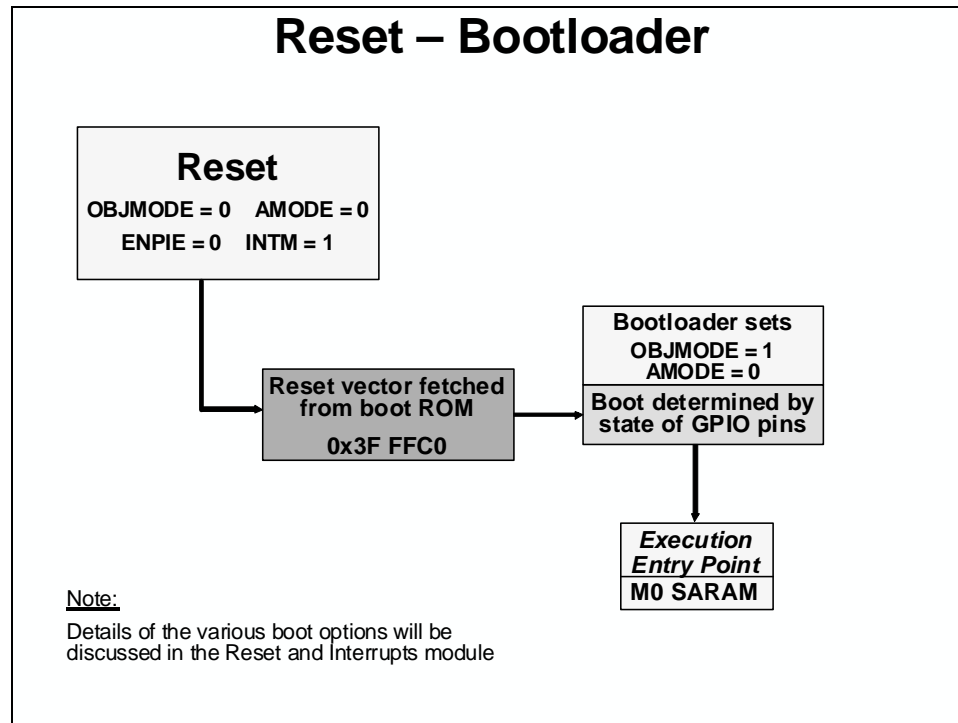 Reset – Bootloader
Reset
OBJMODE = 0 AMODE = 0
ENPIE = 0 INTM = 1
Reset vector fetched
from boot ROM
0x3F FFC0
Bootloader sets
OBJMODE = 1
AMODE = 0
Boot determined by
state of GPIO pins
Execution
Entry Point
M0 SARAM
Note:
Details of the various boot options will be
discussed in the Reset and Interrupts module